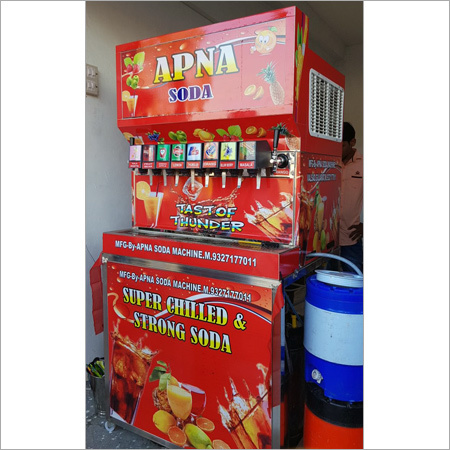 APNA
SODA
TAST OF
THUNDER
MFG-By-APNA SODA MACHINE.M.9327177011
MFG-By-APNA SODA MACHINE.M.9327177011
SUPER CHILLED &
STRONG SODA